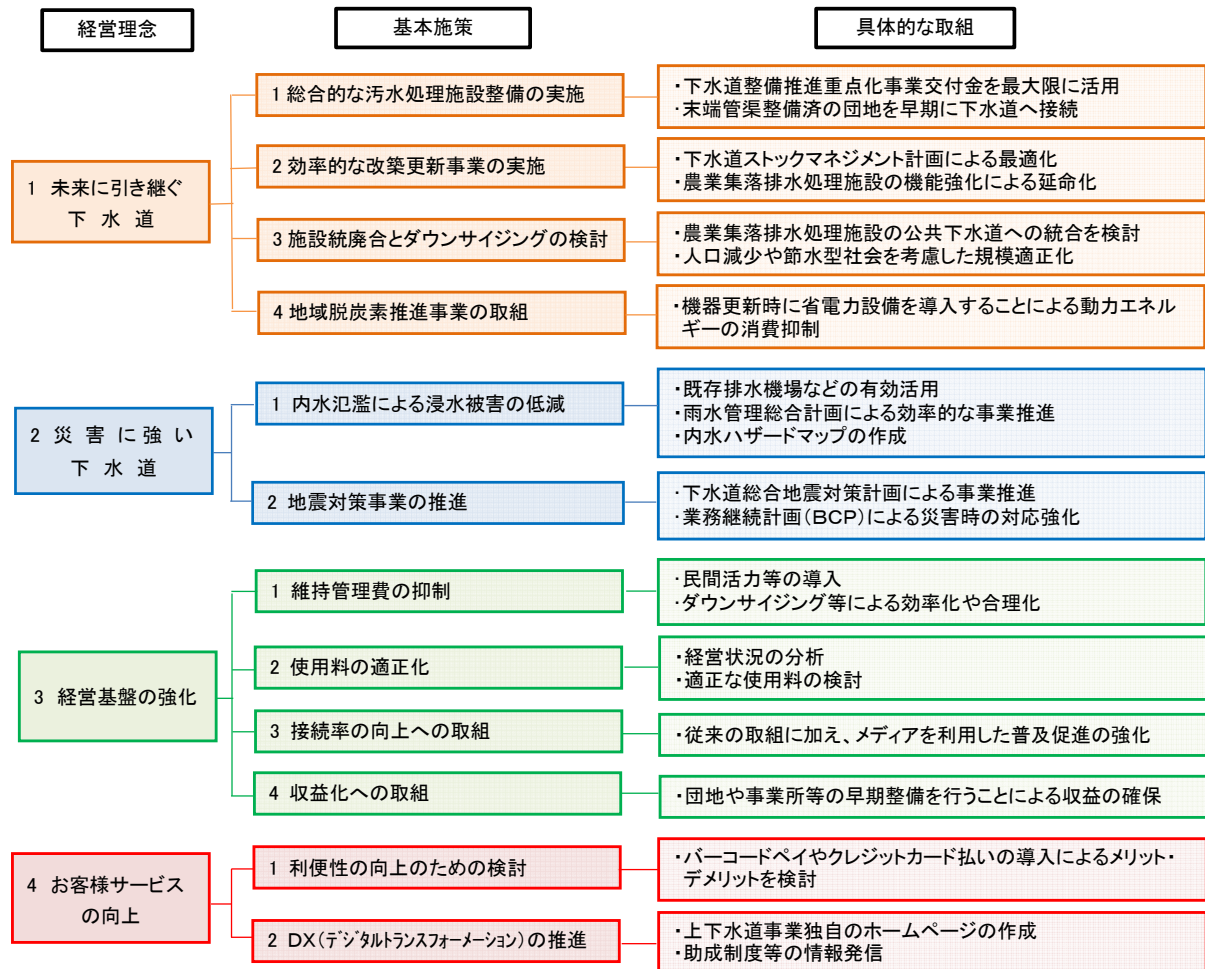 経営理念
基本施策
具体的な取組
1 未来に引き継ぐ
下 水 道
1 総合的な汚水処理施設整備の実施
・下水道整備推進重点化事業交付金を最大限に活用
・末端管渠整備済の団地を早期に下水道へ接続
2 効率的な改築更新事業の実施
・下水道ストックマネジメント計画による最適化
・農業集落排水処理施設の機能強化による延命化
3 施設統廃合とダウンサイジングの検討
・農業集落排水処理施設の公共下水道への統合を検討
・人口減少や節水型社会を考慮した規模適正化
4 地域脱炭素推進事業の取組
・機器更新時に省電力設備を導入することによる動力エネル
ギーの消費抑制
2 災 害 に 強 い
下 水 道
1 内水氾濫による浸水被害の低減
・既存排水機場などの有効活用
・雨水管理総合計画による効率的な事業推進
・内水ハザードマップの作成
2 地震対策事業の推進
・下水道総合地震対策計画による事業推進
・業務継続計画(BCP)による災害時の対応強化
3 経営基盤の強化
1 維持管理費の抑制
・民間活力等の導入
・ダウンサイジング等による効率化や合理化
2 使用料の適正化
・経営状況の分析
・適正な使用料の検討
3 接続率の向上への取組
・従来の取組に加え、メディアを利用した普及促進の強化
4 収益化への取組
・団地や事業所等の早期整備を行うことによる収益の確保
4 お客様サービス
の向上
1 利便性の向上のための検討
・バーコードペイやクレジットカード払いの導入によるメリット・
デメリットを検討
2 DX(デジタルトランスフォーメーション)の推進
・上下水道事業独自のホームページの作成
・助成制度等の情報発信